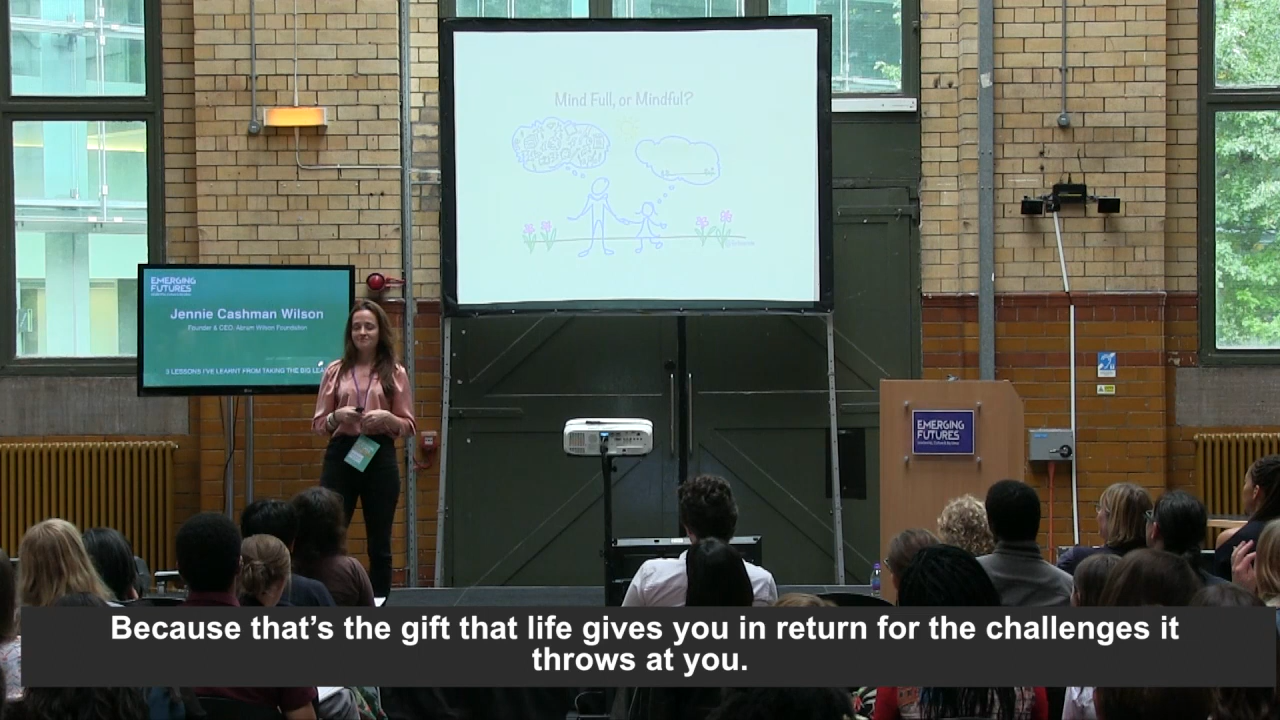 Mind Full, or Mindful?
EMERGING
FUTURES
Jennie Cashman Wilson
Founder & CEO, Abram Wilson Foundation
3 LESSONS I'VE LEARNT FROM TAKING THE BIG LEA
EMERGING
FUTURES
Because that's the gift that life gives you in return for the challenges it
throws at you.